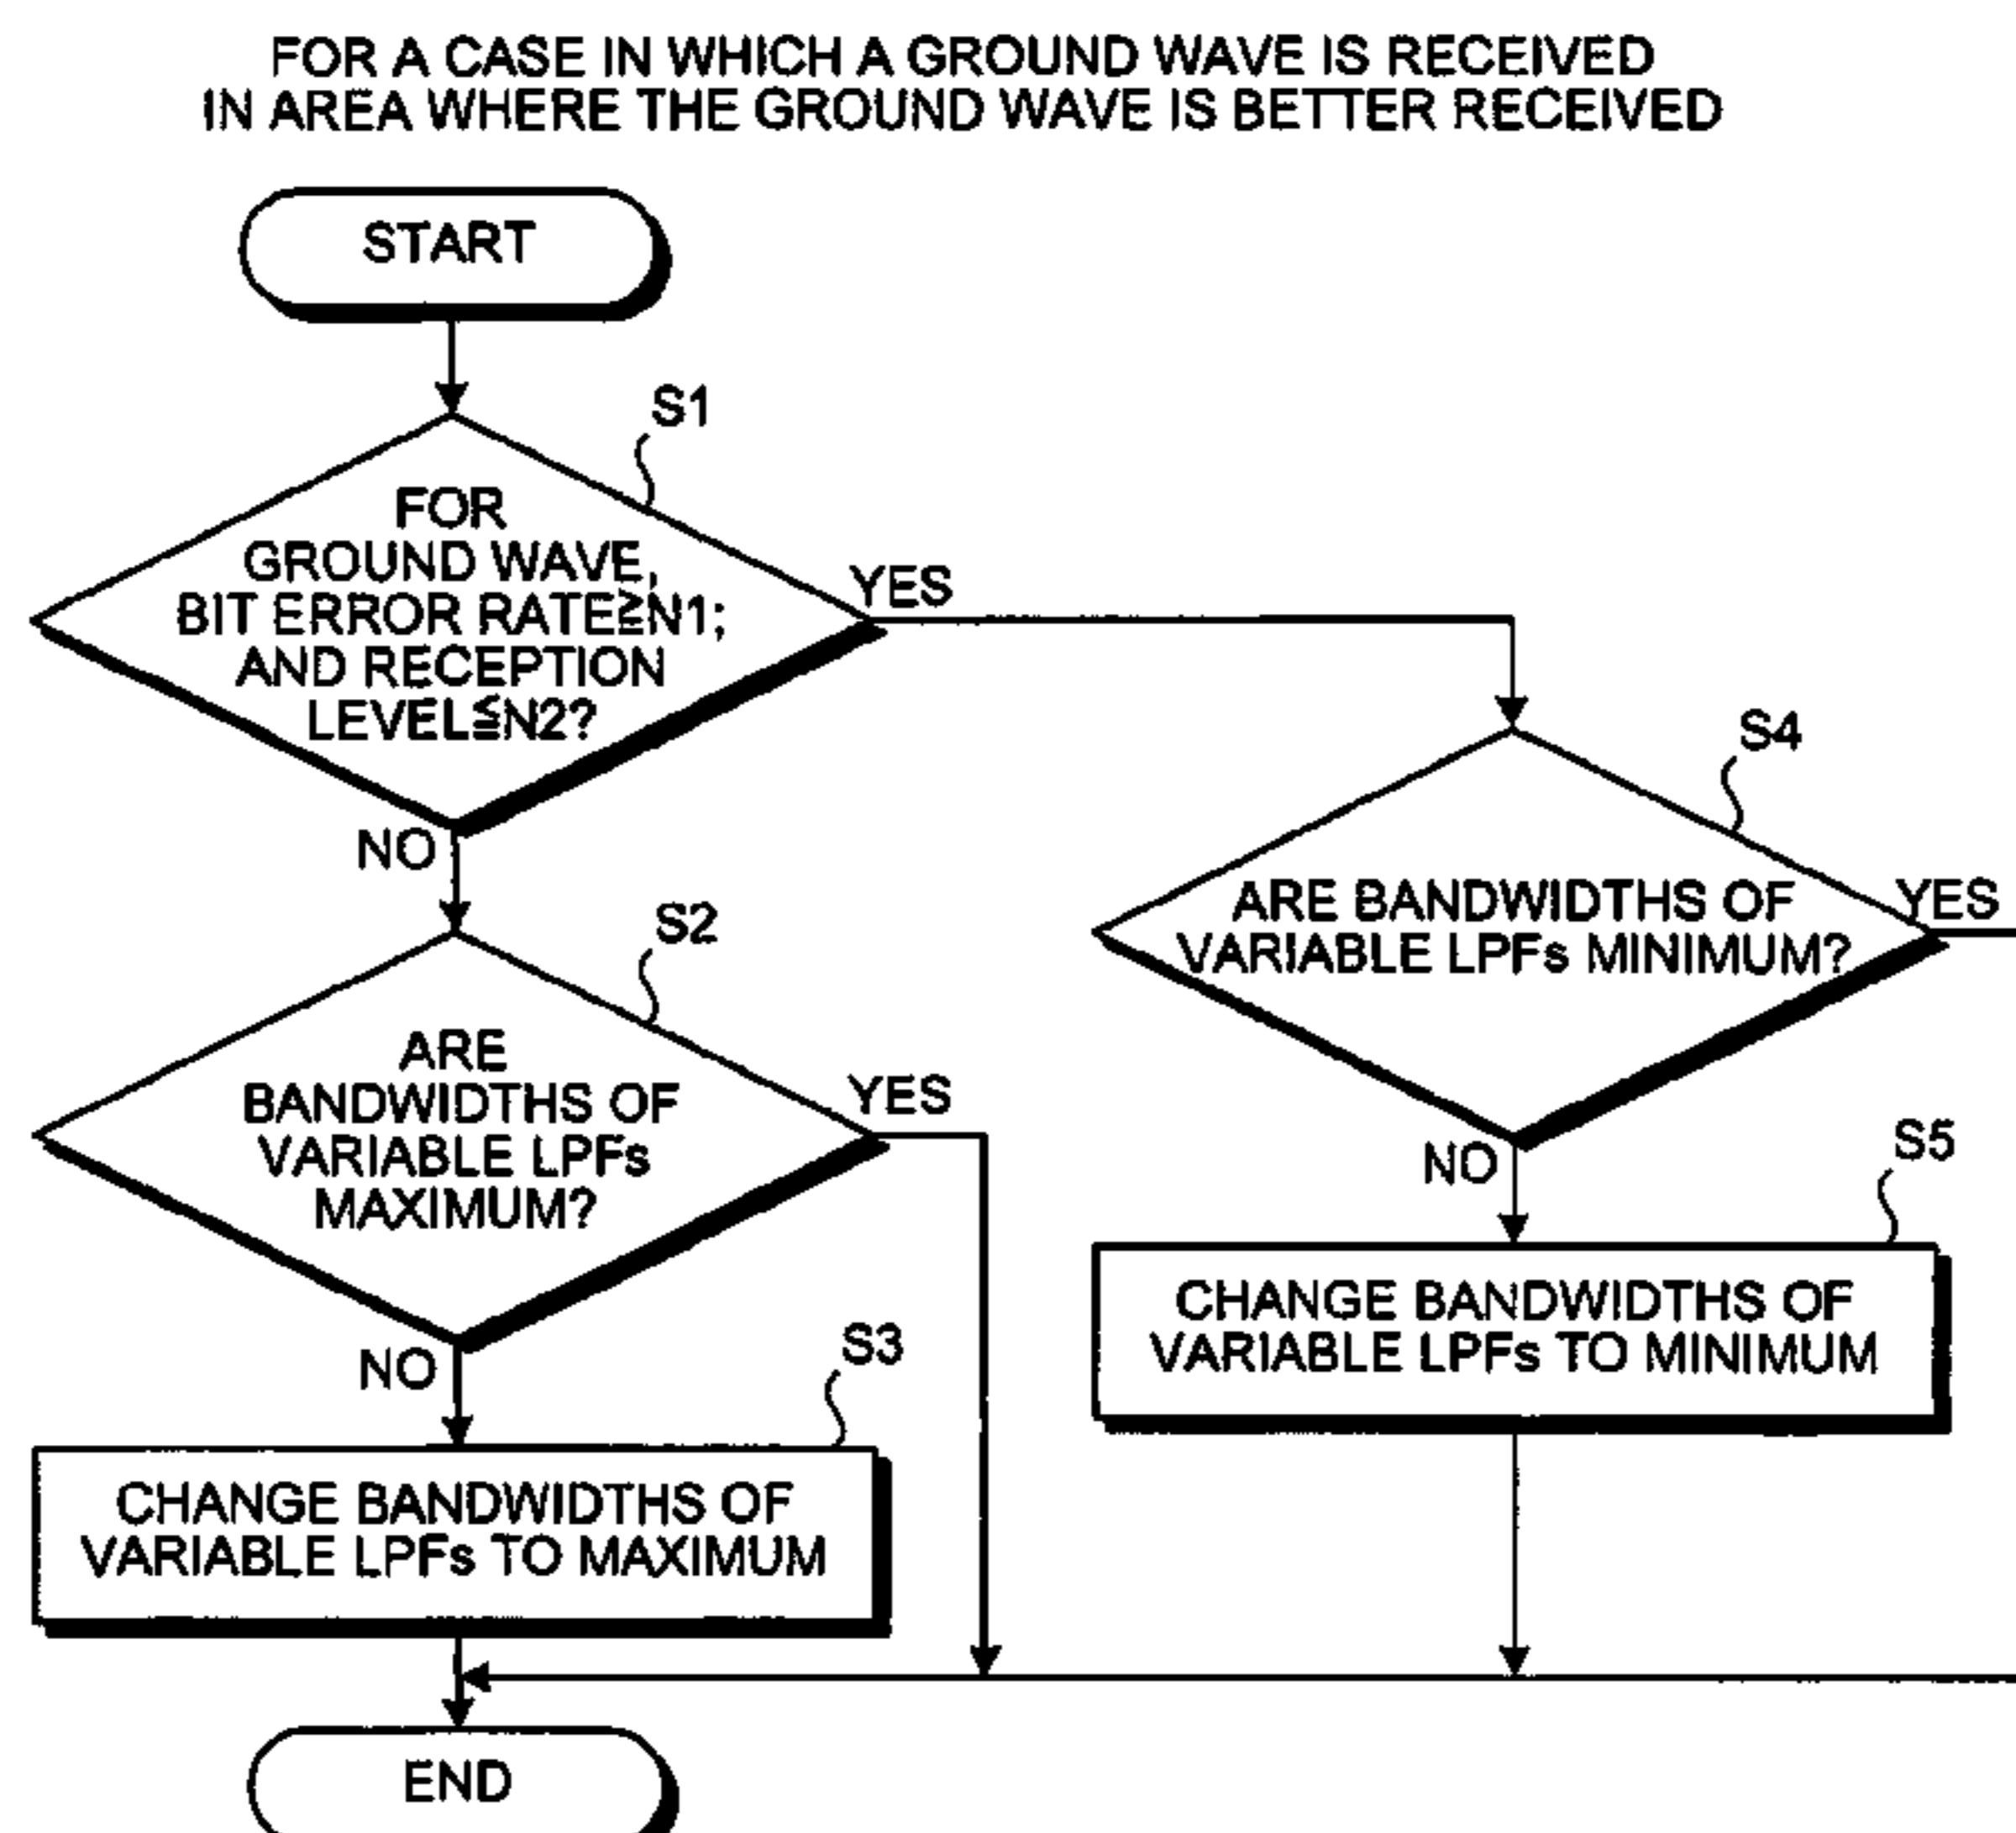 FOR A CASE IN WHICH A GROUND WAVE IS RECEIVED
IN AREA WHERE THE GROUND WAVE IS BETTER RECEIVED
START
S1
FOR
GROUND WAVE,
BIT ERROR RATE≧N1;
AND RECEPTION
LEVEL≦N2?
YES
NO
S2
ARE
BANDWIDTHS OF
VARIABLE LPFs
MAXIMUM?
YES
NO
S3
CHANGE BANDWIDTHS OF
VARIABLE LPFs TO MAXIMUM
S4
ARE BANDWIDTHS OF
VARIABLE LPFs MINIMUM?
YES
NO
S5
CHANGE BANDWIDTHS OF
VARIABLE LPFs TO MINIMUM
END